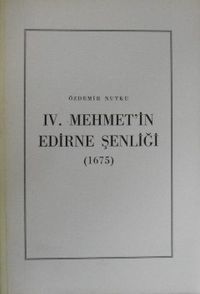 ÖZDEMİR NUTKU
IV. MEHMET'İN
EDİRNE ŞENLİĞİ
(1675)